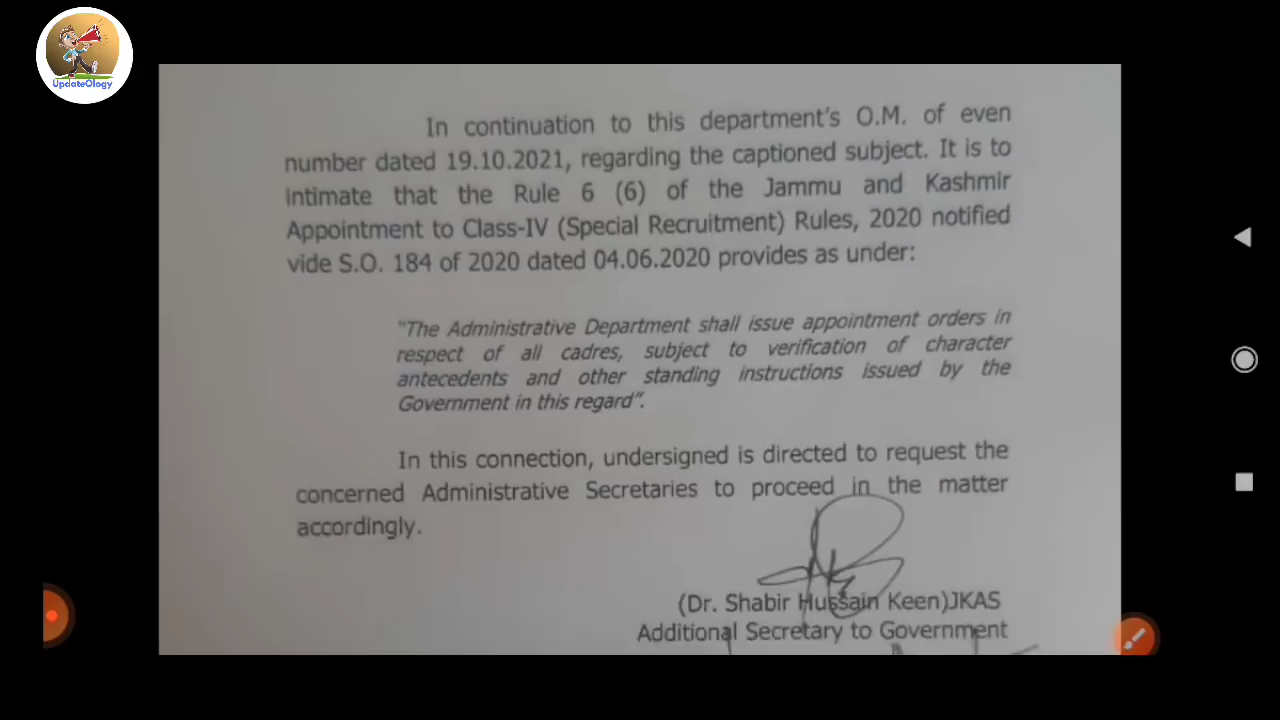 UpdateOlogy
In continuation to this department's O.M. of even
number dated 19.10.2021, regarding the captioned subject. It is to
intimate that the Rule 6 (6) of the Jammu and Kashmir
Appointment to Class-IV (Special Recruitment) Rules, 2020 notified
vide S.O. 184 of 2020 dated 04.06.2020 provides as under:
"The Administrative Department shall issue appointment orders in
respect of all cadres, subject to verification of character
antecedents and other standing instructions issued by the
Government in this regard".
In this connection, undersigned is directed to request the
concerned Administrative Secretaries to proceed in the matter
accordingly.
(Dr. Shabir Hussain Keen)JKAS
Additional Secretary to Government